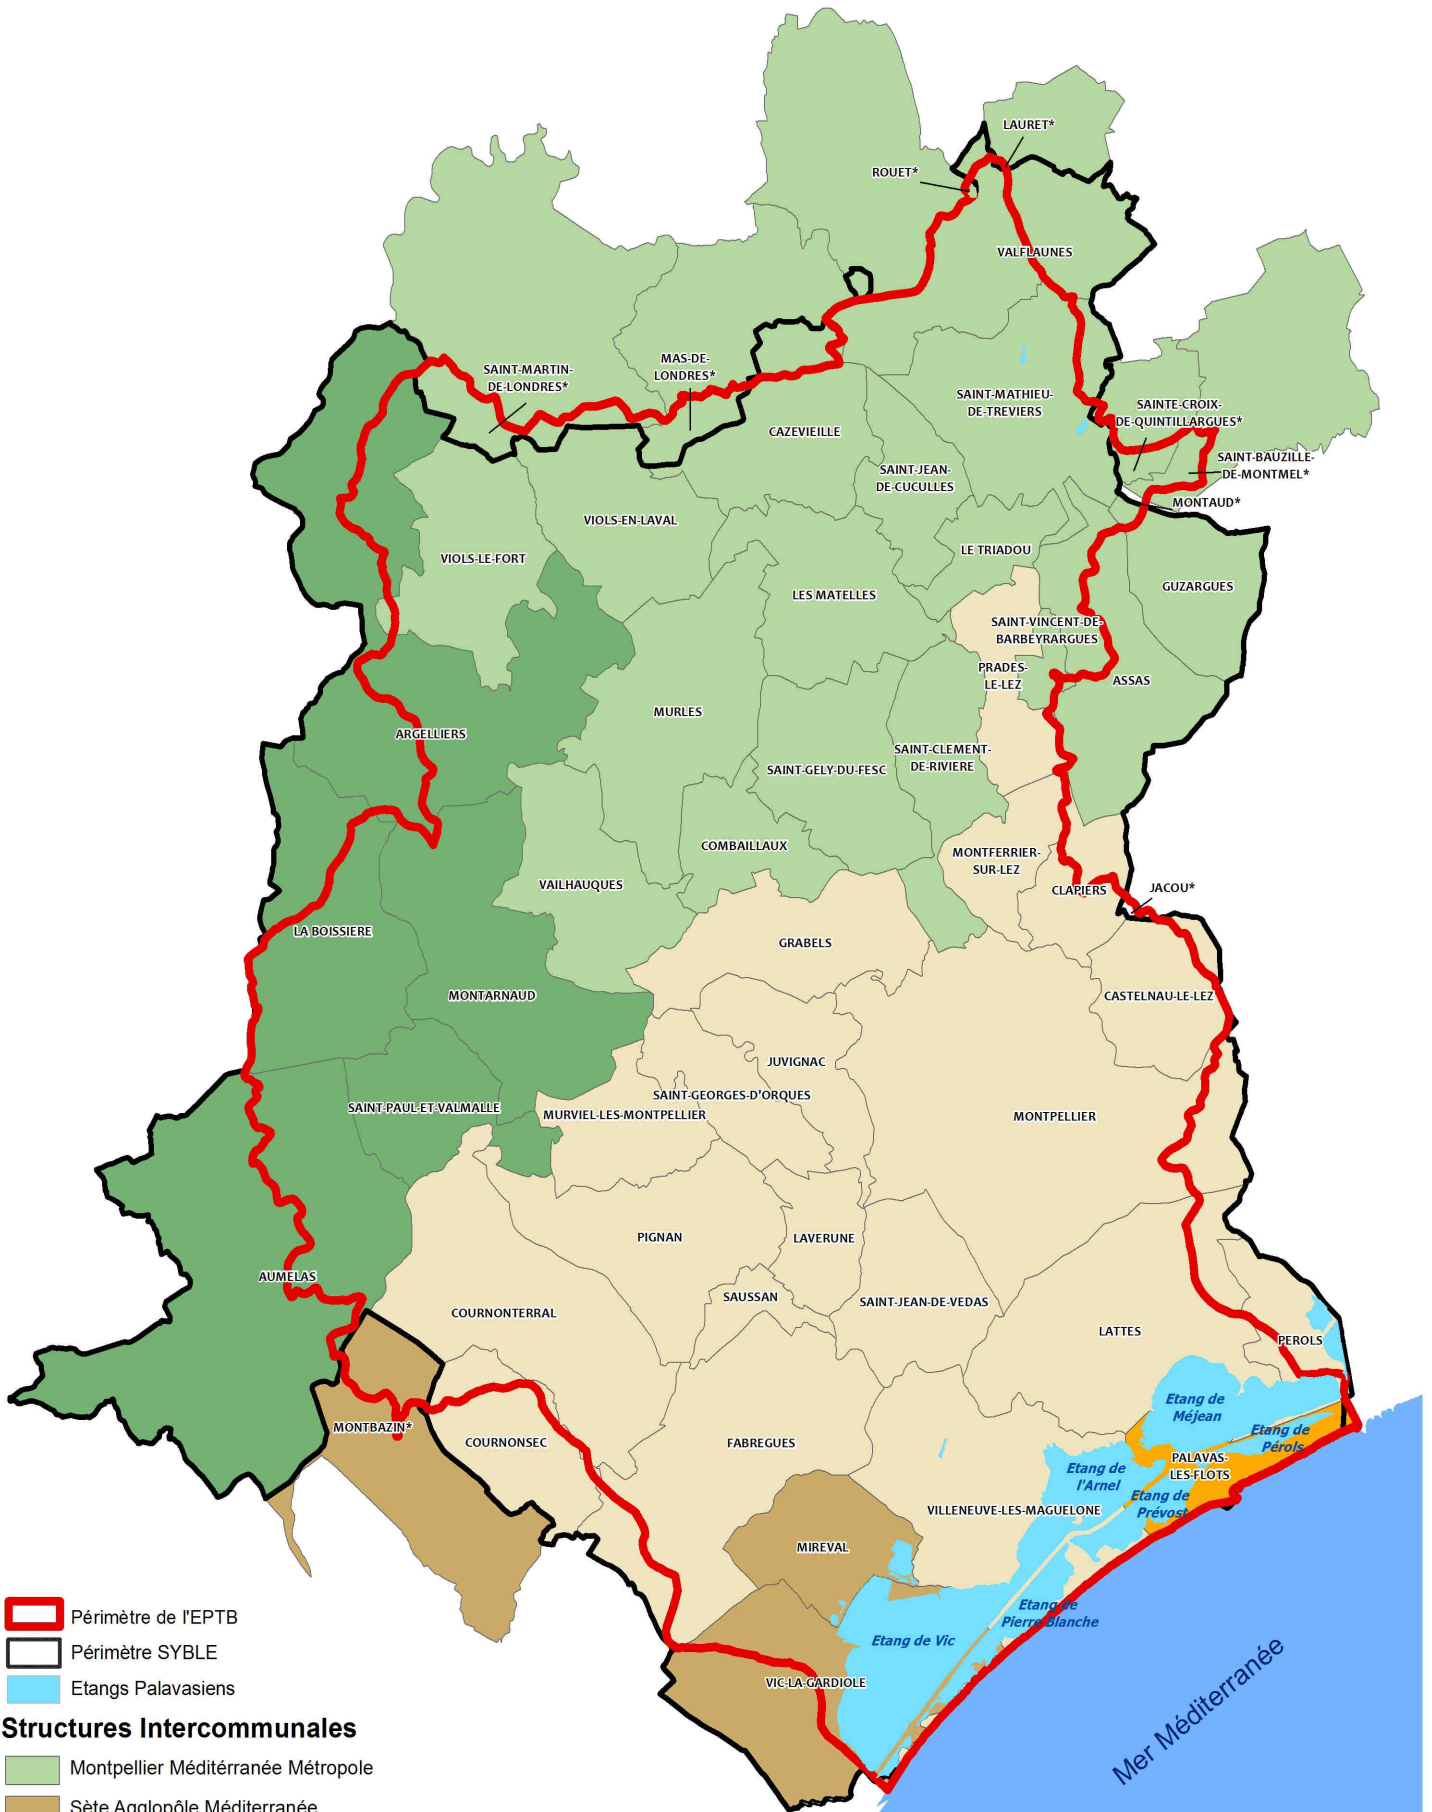 LAURET*
ROUET*
VALFLAUNES
SAINT-MARTIN-
DE-LONDRES*
MAS-DE-
LONDRES*
SAINT-MATHIEU-
DE-TREVIERS
SAINTE-CROIX-
DE-QUINTILLARGUES*
CAZEVIEILLE
SAINT-JEAN-
DE-CUCULLES
SAINT-BAUZILLE-
DE-MONTMEL*
MONTAUD*
VIOLS-EN-LAVAL
VIOLS-LE-FORT
LE TRIADOU
GUZARGUES
LES MATELLES
SAINT-VINCENT-DE-
BARBEYRARGUES
PRADES-
LE-LEZ
ASSAS
MURLES
ARGELLIERS
SAINT-CLEMENT-
DE-RIVIERE
SAINT-GELY-DU-FESC
COMBAILLAUX
MONTFERRIER-
SUR-LEZ
VAILHAUQUES
CLAPIERS
JACOU*
LA BOISSIERE
GRABELS
MONTARNAUD
CASTELNAU-LE-LEZ
JUVIGNAC
SAINT-GEORGES-D'ORQUES
SAINT-PAUL-ET-VALMALLE
MURVIEL-LES-MONTPELLIER
MONTPELLIER
PIGNAN
LAVERUNE
AUMELAS
SAUSSAN
SAINT-JEAN-DE-VEDAS
COURNONTERRAL
LATTES
PEROLS
Etang de
Méjean
MONTBAZIN*
COURNONSEC
FABREGUES
Etang de
Pérols
PALAVAS-
LES-FLOTS
Etang de
l'Arnel
Etang de
Prévost
VILLENEUVE-LES-MAGUELONE
MIREVAL
Etang de
Pierre Blanche
Etang de Vic
VIC-LA-GARDIOLE
Mer Méditerranée
Périmètre de l'EPTB
Périmètre SYBLE
Etangs Palavasiens
Structures Intercommunales
Montpellier Méditérranée Métropole
Sète Agglopôle Méditerranée